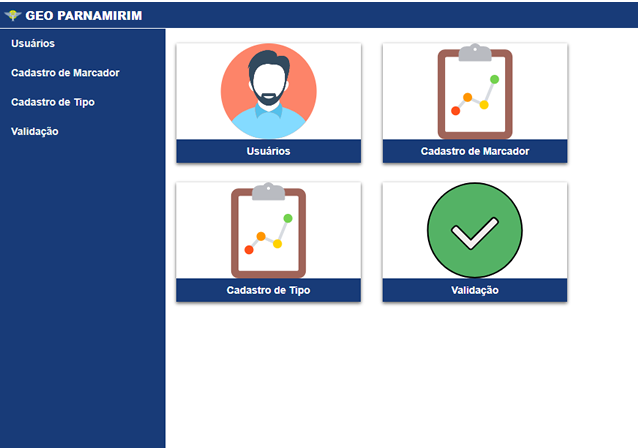 GEO PARNAMIRIM
Usuários
Cadastro de Marcador
Cadastro de Tipo
Validação
Usuários
Cadastro de Marcador
Cadastro de Tipo
Validação